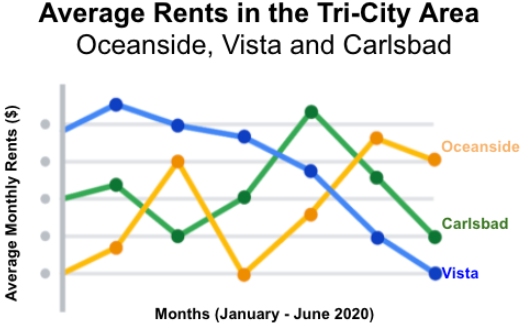 Average Rents in the Tri-City Area
Oceanside, Vista and Carlsbad
Average Monthly Rents ($)
Oceanside
Carlsbad
Vista
Months (January - June 2020)